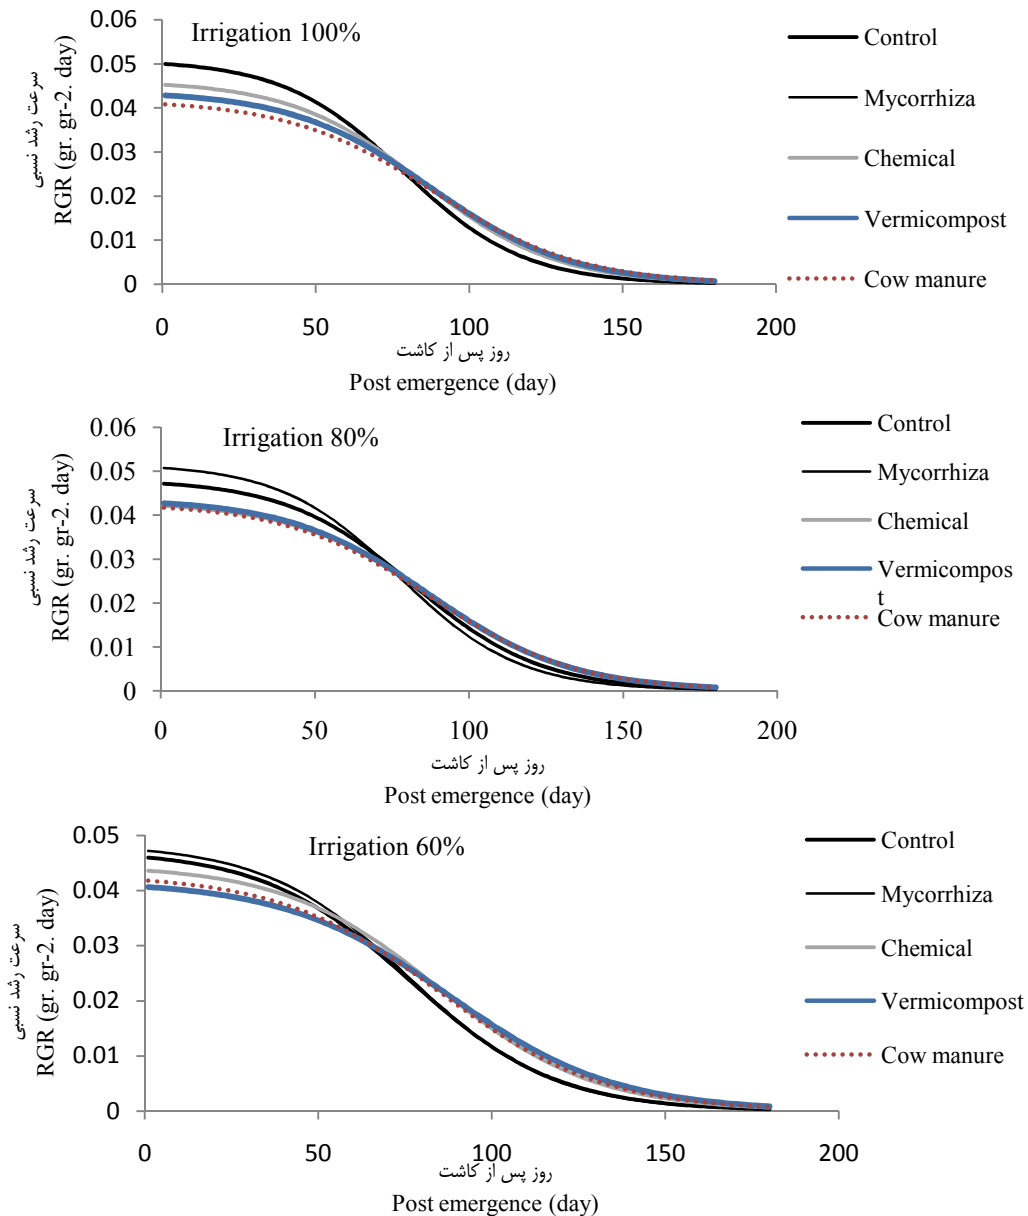 Irrigation 100%
0.06
0.05
0.04
0.03
0.02
0.01
0
سرعت رشد نسبی
RGR (gr. gr-2. day)
0 50 100 150 200
روز پس از کاشت
Post emergence (day)
Control
Mycorrhiza
Chemical
Vermicompost
Cow manure
Irrigation 80%
0.06
0.05
0.04
0.03
0.02
0.01
0
سرعت رشد نسبی
RGR (gr. gr-2. day)
0 50 100 150 200
روز پس از کاشت
Post emergence (day)
Control
Mycorrhiza
Chemical
Vermicompos
t
Cow manure
Irrigation 60%
0.05
0.04
0.03
0.02
0.01
0
سرعت رشد نسبی
RGR (gr. gr-2. day)
0 50 100 150 200
روز پس از کاشت
Post emergence (day)
Control
Mycorrhiza
Chemical
Vermicompost
Cow manure